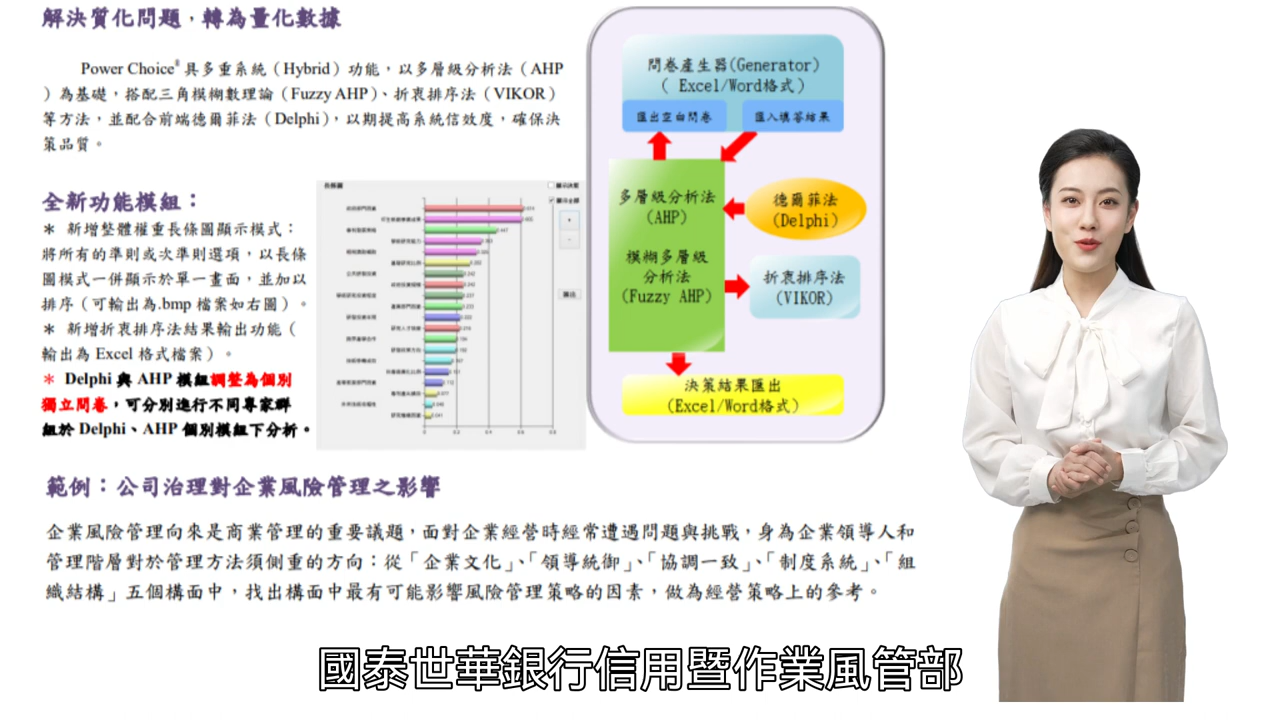 解決質化問題，轉為量化數據
Power Choice® 具多重系統（Hybrid）功能，以多層級分析法（AHP
）為基礎，搭配三角模糊數理論（Fuzzy AHP）、折衷排序法（VIKOR）
等方法，並配合前端德爾菲法（Delphi），以期提高系統信效度，確保決
策品質。
全新功能模組：
＊ 新增整體權重長條圖顯示模式：
將所有的準則或次準則選項，以長條
圖模式一併顯示於單一畫面，並加以
排序（可輸出為.bmp 檔案如右圖）。
＊ 新增折衷排序法結果輸出功能（
輸出為 Excel 格式檔案）。
＊ Delphi 與 AHP 模組調整為個別
獨立問卷，可分別進行不同專家群
組於 Delphi、AHP 個別模組下分析。
問卷產生器(Generator)
( Excel/Word格式)
匯出空白問卷
匯入填答結果
多層級分析法
(AHP)
模糊多層級
分析法
(Fuzzy AHP)
德爾菲法
(Delphi)
折衷排序法
(VIKOR)
決策結果匯出
(Excel/Word格式)
範例：公司治理對企業風險管理之影響
企業風險管理向來是商業管理的重要議題，面對企業經營時經常遭遇問題與挑戰，身為企業領導人和
管理階層對於管理方法須側重的方向：從「企業文化」、「領導統御」、「協調一致」、「制度系統」、「組
織結構」五個構面中，找出構面中最有可能影響風險管理策略的因素，做為經營策略上的參考。
國泰世華銀行信用暨作業風管部